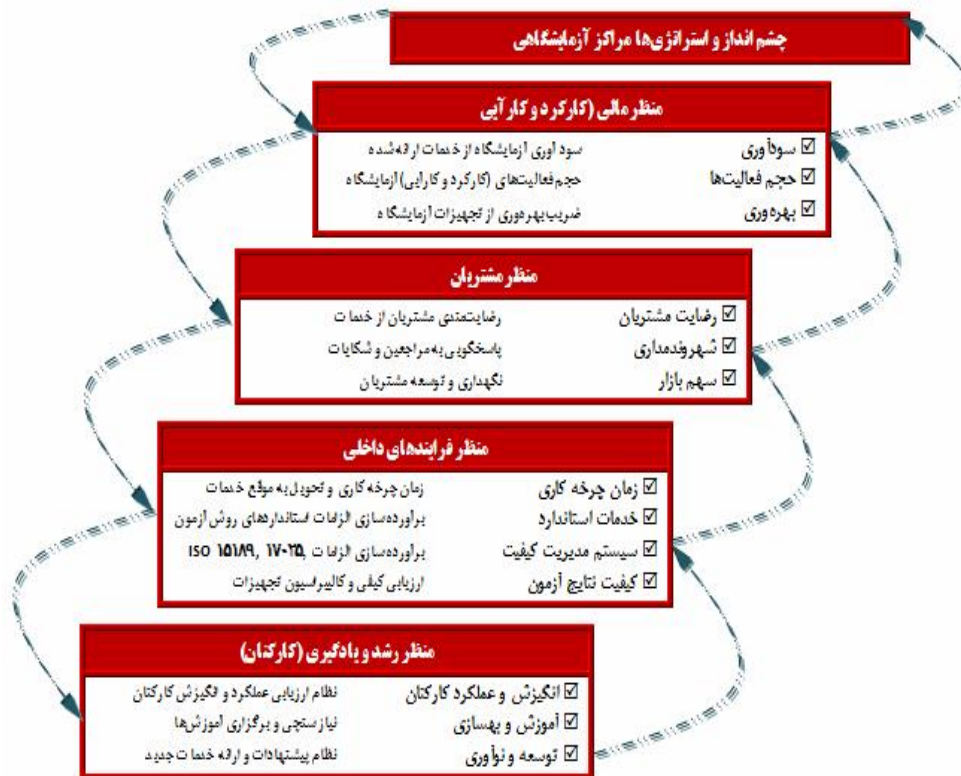 چشم انداز و استراتژی‌ها مراکز آزمایشگاهی
منظر مالی (کارکرد و کارآیی
☑ سودآوری سود آوری آزمایشگاه از خدمات ارائه‌شده
☑ حجم فعالیت‌ها حجم فعالیت‌های (کارکرد و کارایی) آزمایشگاه
☑ بهره‌وری ضریب بهره‌وری از تجهیزات آزمایشگاه
منظر مشتریان
☑ رضایت مشتریان رضایتمندی مشتریان از خدمات
☑ شهروندمداری پاسخگویی به مراجعین و شکایات
☑ سهم بازار نگهداری و توسعه مشتریان
منظر فرایندهای داخلی
☑ زمان چرخه کاری زمان چرخه کاری و تحویل به موقع خدمات
☑ خدمات استاندارد برآورده‌سازی الزامات استانداردهای روش آزمون
☑ سیستم مدیریت کیفیت برآورده‌سازی الزامات ISO ۱۵۱۸۹, ۱۷۰۲۵,
☑ کیفیت نتایج آزمون ارزیابی کیفی و کالیبراسیون تجهیزات
منظر رشد و یادگیری (کارکنان)
☑ انگیزش و عملکرد کارکنان نظام ارزیابی عملکرد و انگیزش کارکنان
☑ آموزش و بهسازی نیاز سنجی و برگزاری آموزش‌ها
☑ توسعه و نوآوری نظام پیشنهادات و ارائه خدمات جدید